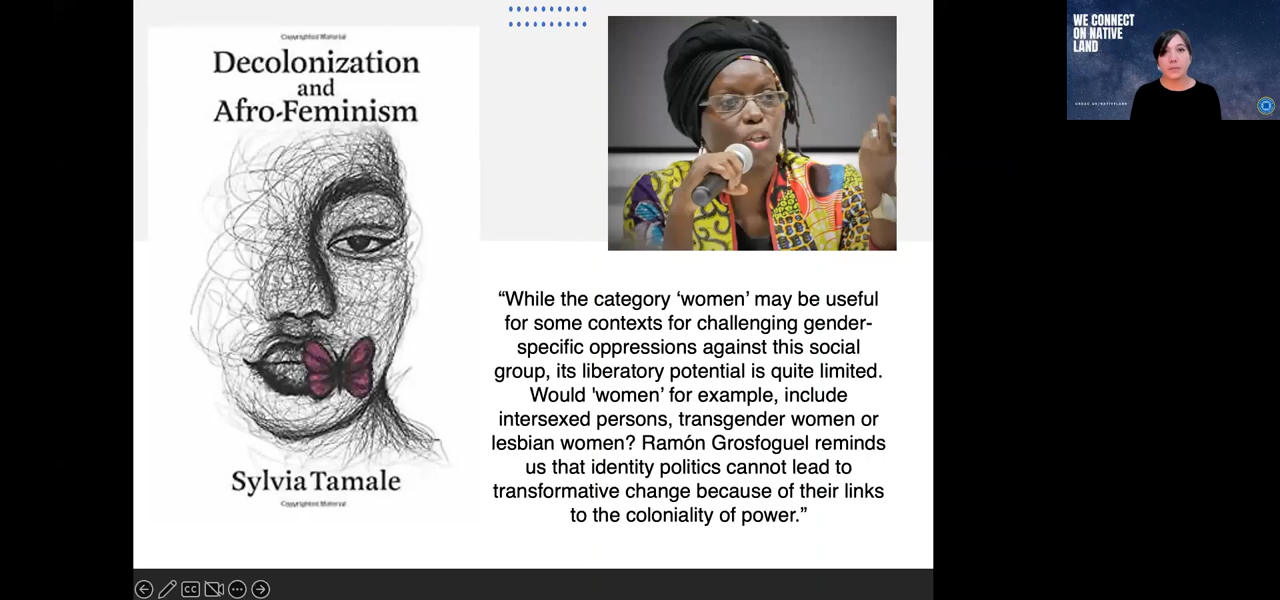 Copyrighted Material
Decolonization
and
Afro-Feminism
Sylvia Tamale
Copyrighted Material
“While the category ‘women’ may be useful
for some contexts for challenging gender-
specific oppressions against this social
group, its liberatory potential is quite limited.
Would 'women’ for example, include
intersexed persons, transgender women or
lesbian women? Ramón Grosfoguel reminds
us that identity politics cannot lead to
transformative change because of their links
to the coloniality of power.”
WE CONNECT
ON NATIVE
LAND
CC